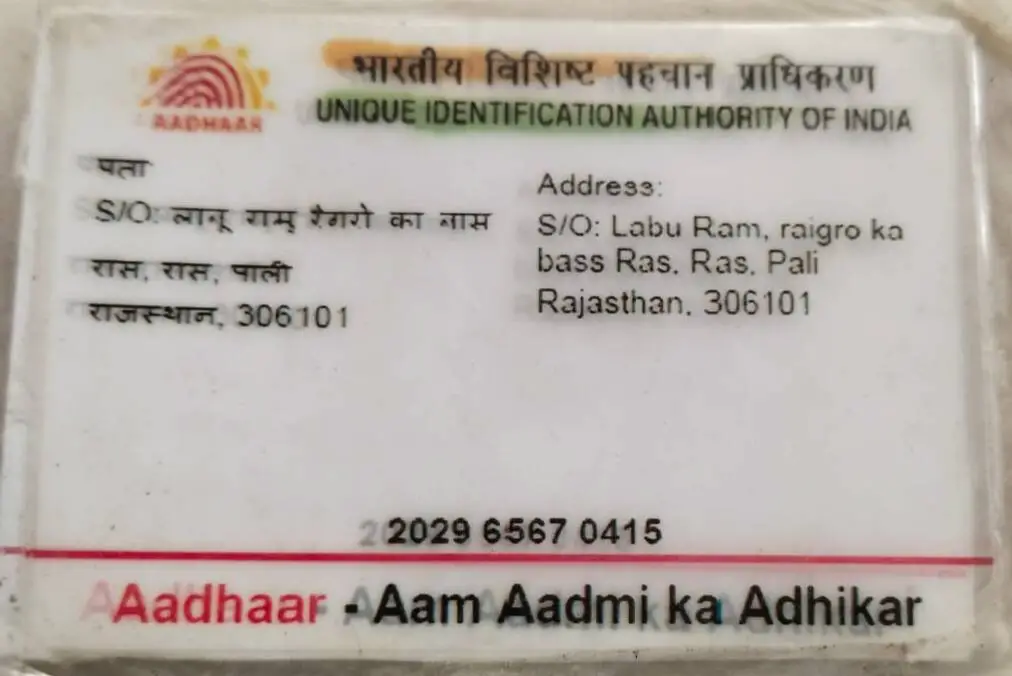 AADHAAR
भारतीय विशिष्ट पहचान प्राधिकरण
UNIQUE IDENTIFICATION AUTHORITY OF INDIA
पता
S/O: लाबू राम रेगरो का बास
रास, रास, पाली
राजस्थान, 306101
Address:
S/O: Labu Ram, raigro ka
bass Ras, Ras, Pali
Rajasthan, 306101
2029 6567 0415
Aadhaar - Aam Aadmi ka Adhikar